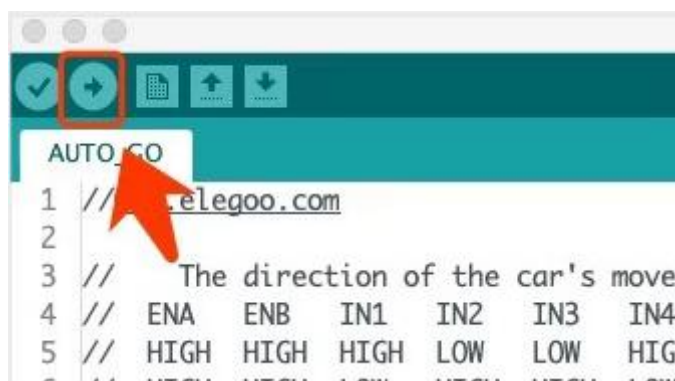 AUTO_GO
1 // .elegoo.com
2
3 // The direction of the car's move
4 // ENA ENB IN1 IN2 IN3 IN4
5 // HIGH HIGH HIGH LOW LOW HIG